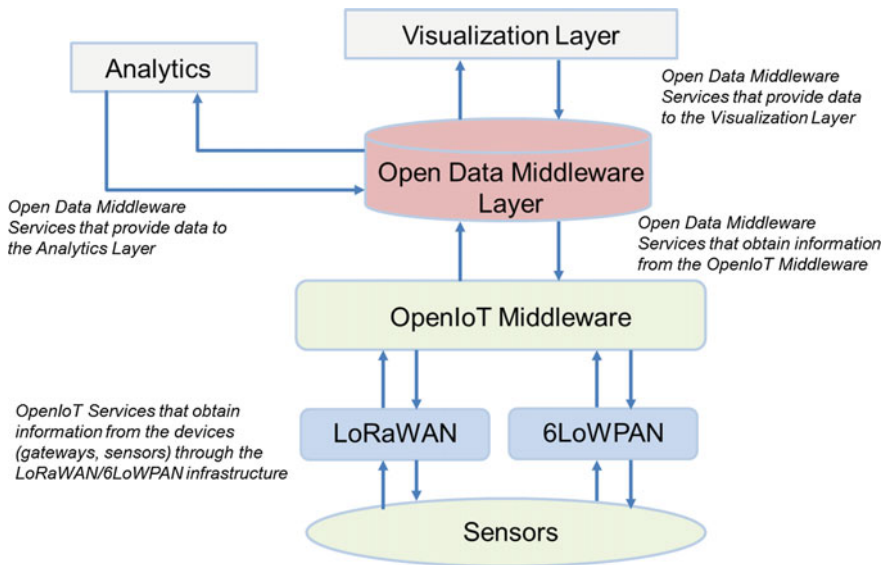 Visualization Layer
Analytics
Open Data Middleware
Services that provide data
to the Visualization Layer
Open Data Middleware
Layer
Open Data Middleware
Services that provide data to
the Analytics Layer
Open Data Middleware
Services that obtain information
from the OpenIoT Middleware
OpenIoT Middleware
OpenIoT Services that obtain
information from the devices
(gateways, sensors) through the
LoRaWAN/6LoWPAN infrastructure
LoRaWAN
6LoWPAN
Sensors